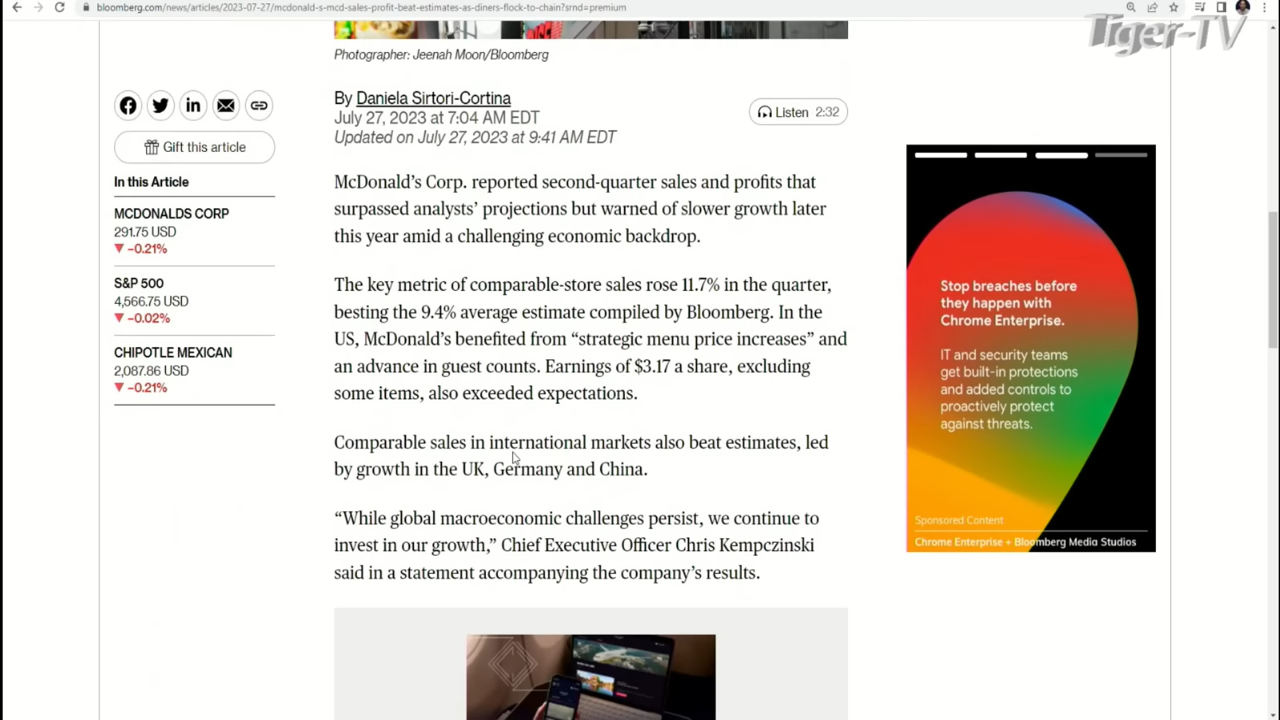 bloomberg.com/news/articles/2023-07-27/mcdonald-s-mcd-sales-profit-beat-estimates-as-diners-flock-to-chain?srnd=premium
Tiger-TV
Photographer: Jeenah Moon/Bloomberg
By Daniela Sirtori-Cortina
July 27, 2023 at 7:04 AM EDT
Updated on July 27, 2023 at 9:41 AM EDT
Listen 2:32
Gift this article
In this Article
MCDONALDS CORP
291.75 USD
▼ −0.21%
S&P 500
4,566.75 USD
▼ −0.02%
CHIPOTLE MEXICAN
2,087.86 USD
▼ −0.21%
McDonald’s Corp. reported second-quarter sales and profits that
surpassed analysts’ projections but warned of slower growth later
this year amid a challenging economic backdrop.
The key metric of comparable-store sales rose 11.7% in the quarter,
besting the 9.4% average estimate compiled by Bloomberg. In the
US, McDonald’s benefited from “strategic menu price increases” and
an advance in guest counts. Earnings of $3.17 a share, excluding
some items, also exceeded expectations.
Comparable sales in international markets also beat estimates, led
by growth in the UK, Germany and China.
“While global macroeconomic challenges persist, we continue to
invest in our growth,” Chief Executive Officer Chris Kempczinski
said in a statement accompanying the company’s results.
Stop breaches before
they happen with
Chrome Enterprise.
IT and security teams
get built-in protections
and added controls to
proactively protect
against threats.
Sponsored Content
Chrome Enterprise + Bloomberg Media Studios